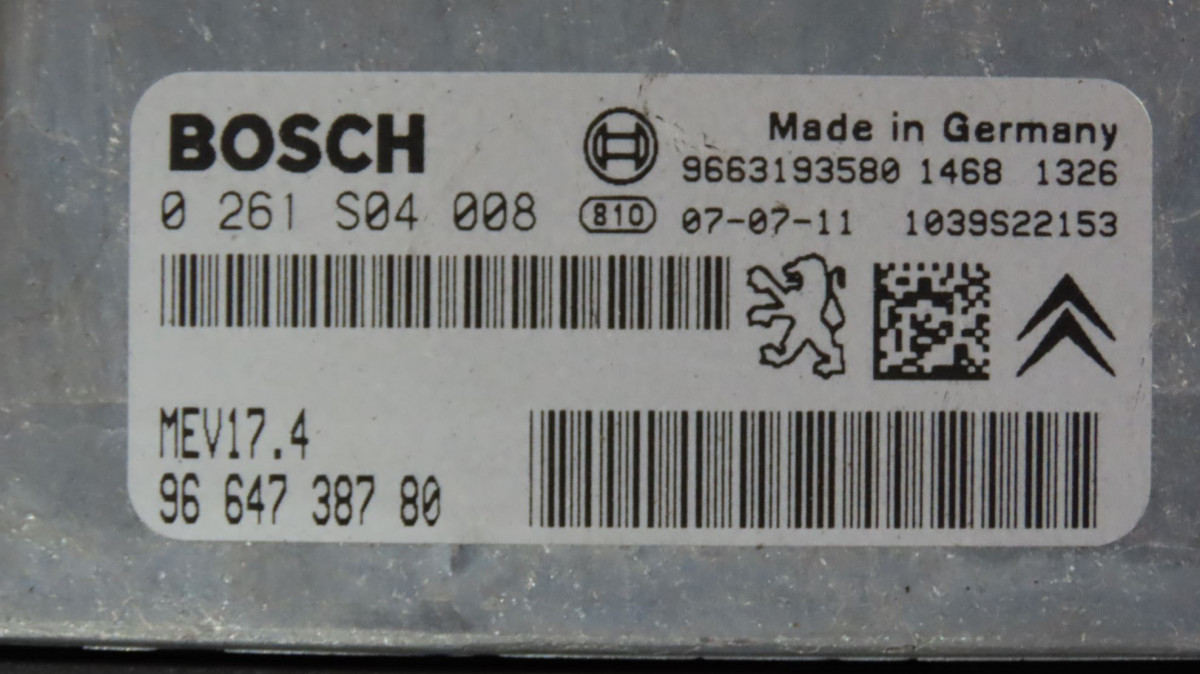 BOSCH
Made in Germany
9663193580 1468 1326
0 261 S04 008
810 07-07-11 1039S22153
MEV17.4
96 647 387 80